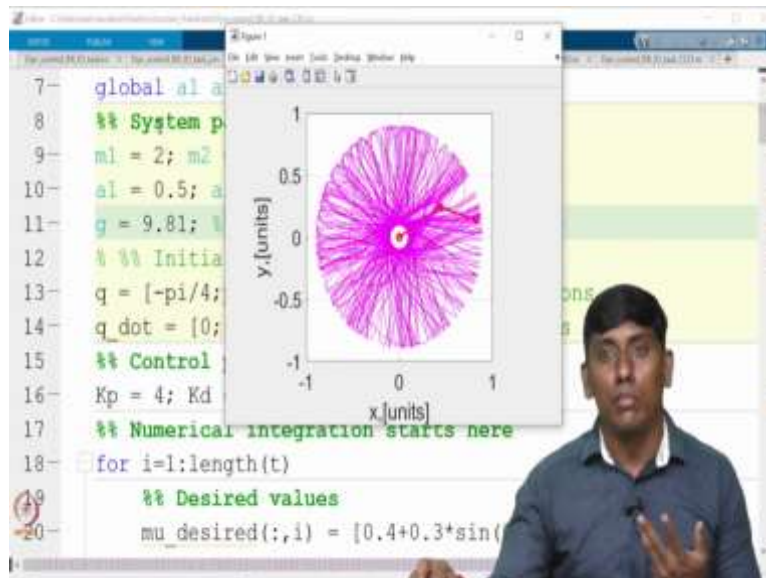 Figure 1
File Edit View Insert Tools Desktop Window Help
7 global a1 a
8 %% System p
9 m1 = 2; m2
10 a1 = 0.5; a
11 g = 9.81; %
12 % %% Initia
13 q = [-pi/4; ons
14 q_dot = [0; s
15 %% Control
16 Kp = 4; Kd
17 %% Numerical integration starts here
18 for i=1:length(t)
19 %% Desired values
20 mu_desired(:,i) = [0.4+0.3*sin(
1
0.5
0
-0.5
-1
y,[units]
-1 0 1
x,[units]